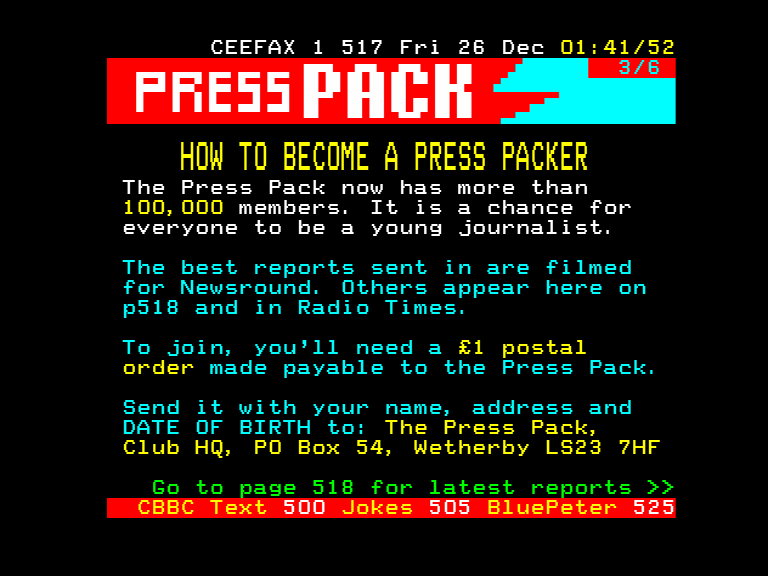 CEEFAX 1 517 Fri 26 Dec 01:41/52
3/6
PRESS PACK
HOW TO BECOME A PRESS PACKER
The Press Pack now has more than
100,000 members. It is a chance for
everyone to be a young journalist.
The best reports sent in are filmed
for Newsround. Others appear here on
p518 and in Radio Times.
To join, you'll need a £1 postal
order made payable to the Press Pack.
Send it with your name, address and
DATE OF BIRTH to: The Press Pack,
Club HQ, PO Box 54, Wetherby LS23 7HF
Go to page 518 for latest reports >>
CBBC Text 500 Jokes 505 BluePeter 525